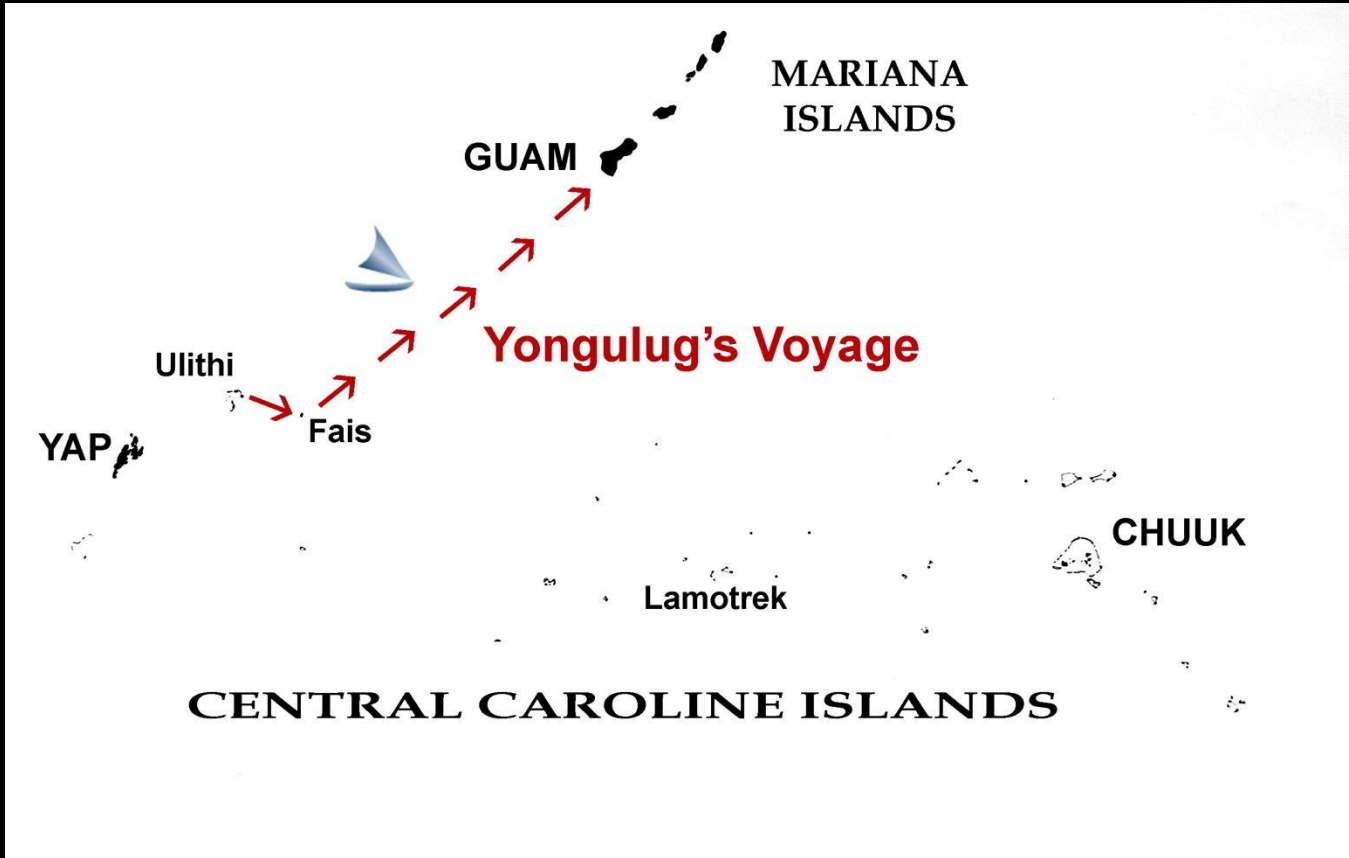 MARIANA
ISLANDS
GUAM
Yongulug's Voyage
Ulithi
Fais
YAP
CHUUK
Lamotrek
CENTRAL CAROLINE ISLANDS